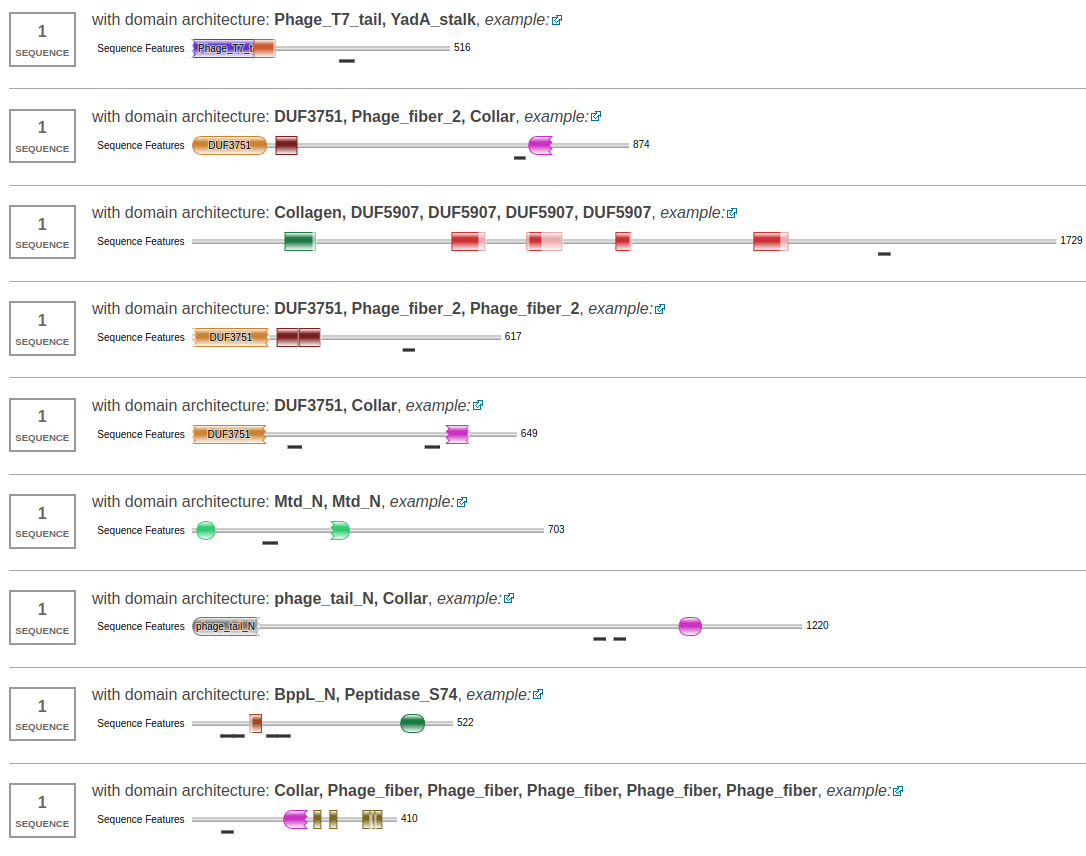 1
SEQUENCE
with domain architecture: Phage_T7_tail, YadA_stalk, example:
Sequence Features Phage_T7_t 516
1
SEQUENCE
with domain architecture: DUF3751, Phage_fiber_2, Collar, example:
Sequence Features DUF3751 874
1
SEQUENCE
with domain architecture: Collagen, DUF5907, DUF5907, DUF5907, DUF5907, example:
Sequence Features 1729
1
SEQUENCE
with domain architecture: DUF3751, Phage_fiber_2, Phage_fiber_2, example:
Sequence Features DUF3751 617
1
SEQUENCE
with domain architecture: DUF3751, Collar, example:
Sequence Features DUF3751 649
1
SEQUENCE
with domain architecture: Mtd_N, Mtd_N, example:
Sequence Features 703
1
SEQUENCE
with domain architecture: phage_tail_N, Collar, example:
Sequence Features phage_tail_N 1220
1
SEQUENCE
with domain architecture: BppL_N, Peptidase_S74, example:
Sequence Features 522
1
SEQUENCE
with domain architecture: Collar, Phage_fiber, Phage_fiber, Phage_fiber, Phage_fiber, Phage_fiber, example:
Sequence Features 410